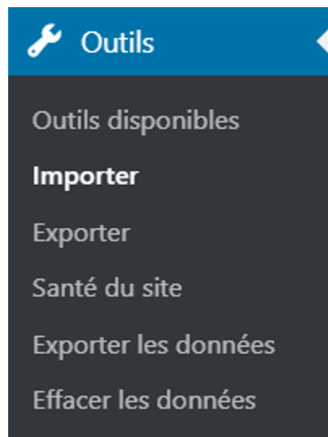 Outils
Outils disponibles
Importer
Exporter
Santé du site
Exporter les données
Effacer les données